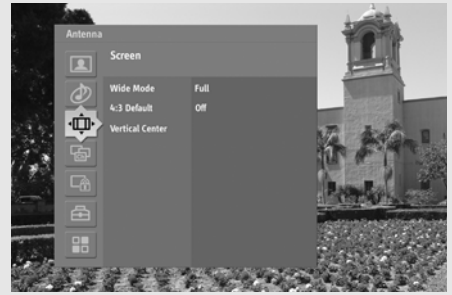 Antenna
Screen
Wide Mode Full
4:3 Default Off
Vertical Center